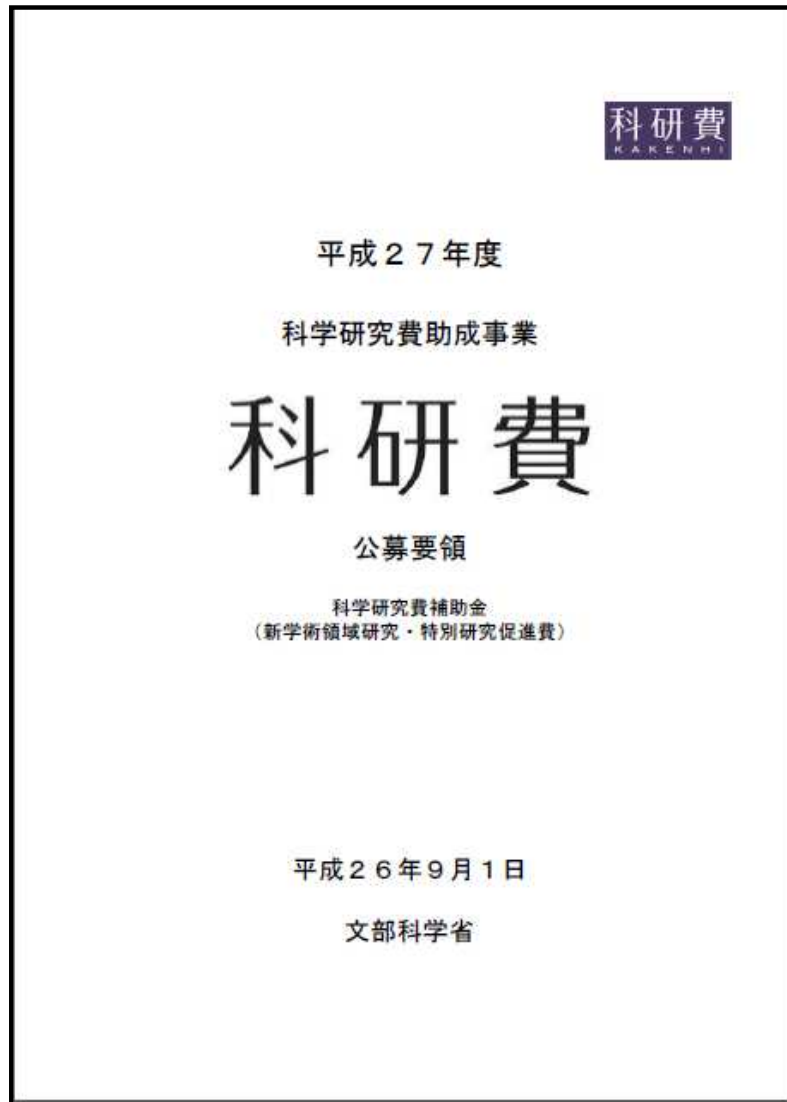 科研費
KAKENHI
平成２７年度
科学研究費助成事業
科研費
公募要領
科学研究費補助金
（新学術領域研究・特別研究促進費）
平成２６年９月１日
文部科学省